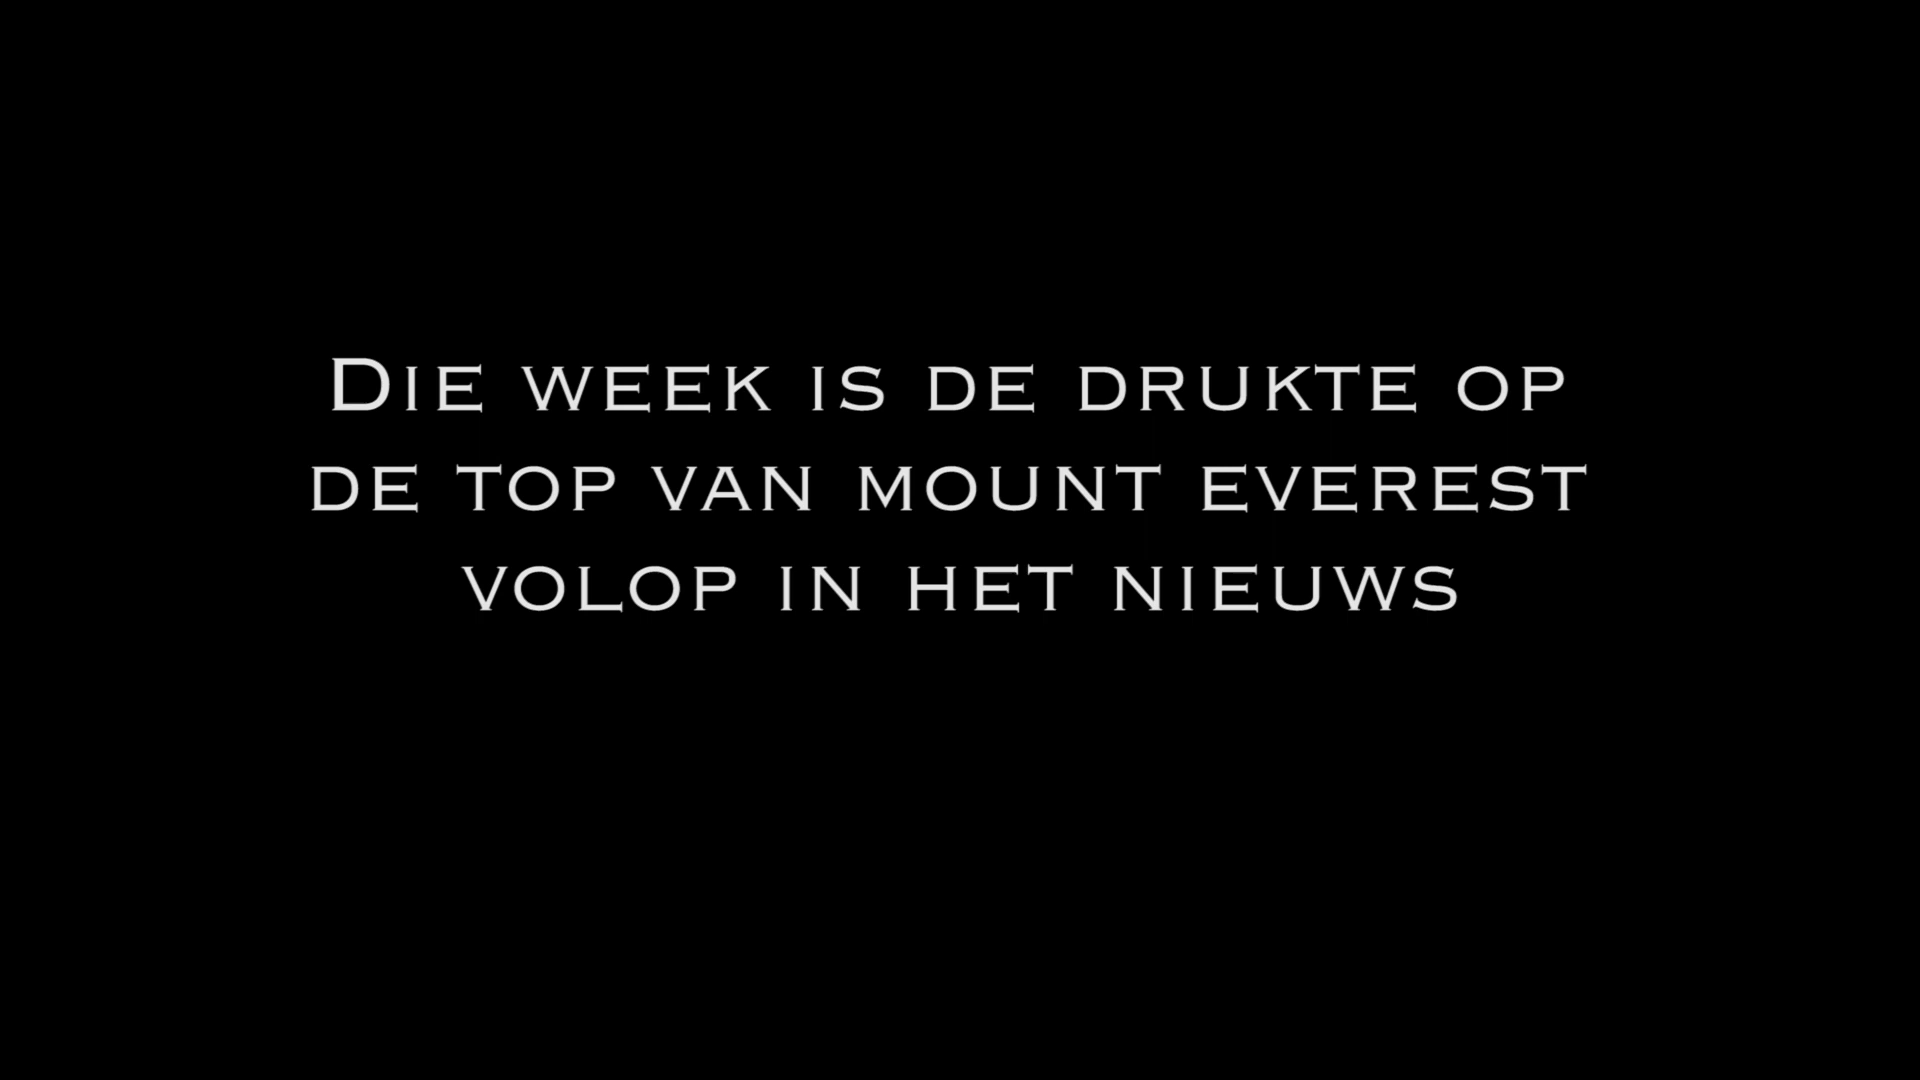 Die week is de drukte op
de top van mount everest
volop in het nieuws